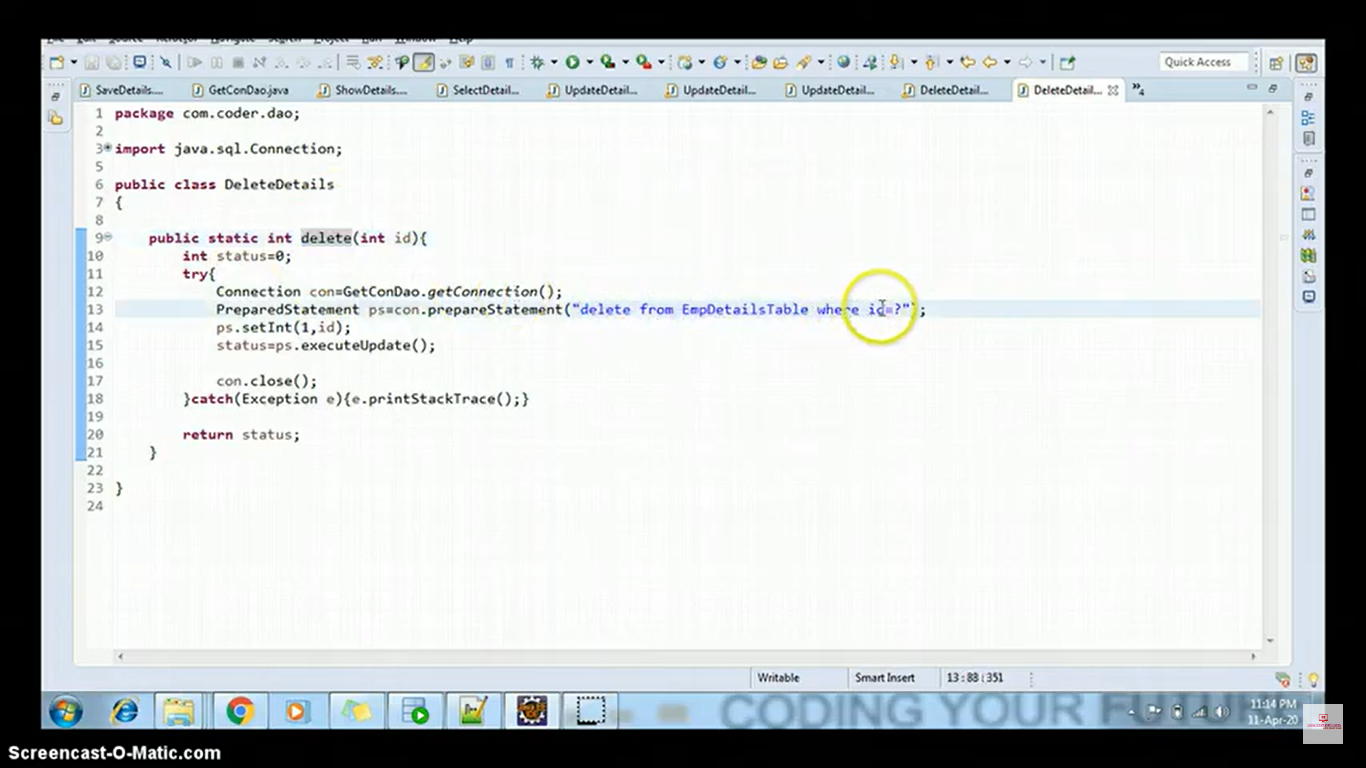 Quick Access
SaveDetails.... GetConDao.java ShowDetails.... SelectDetail... UpdateDetail... UpdateDetail... UpdateDetail... DeleteDetail... DeleteDetail... »4
1 package com.coder.dao;
2
3 import java.sql.Connection;
5
6 public class DeleteDetails
7 {
8
9 public static int delete(int id){
10 int status=0;
11 try{
12 Connection con=GetConDao.getConnection();
13 PreparedStatement ps=con.prepareStatement("delete from EmpDetailsTable where id=?");
14 ps.setInt(1,id);
15 status=ps.executeUpdate();
16
17 con.close();
18 }catch(Exception e){e.printStackTrace();}
19
20 return status;
21 }
22
23 }
24
Writable Smart Insert 13 : 88 : 351
CODING YOUR
11:14 PM
11-Apr-20
Screencast-O-Matic.com